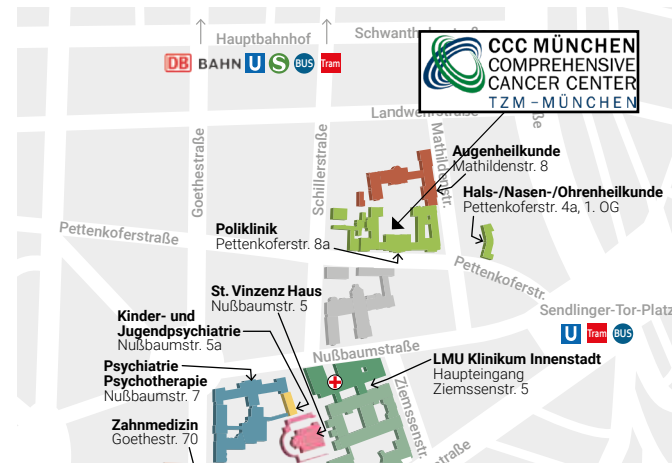 Hauptbahnhof
DB BAHN U S BUS Tram
CCC MÜNCHEN
COMPREHENSIVE
CANCER CENTER
TZM – MÜNCHEN
Goethestraße
Schillerstraße
Mathildenstr.
Augenheilkunde
Mathildenstr. 8
Hals-/Nasen-/Ohrenheilkunde
Pettenkoferstr. 4a, 1. OG
Pettenkoferstraße
Poliklinik
Pettenkoferstr. 8a
Pettenkoferstr.
St. Vinzenz Haus
Nußbaumstr. 5
Sendlinger-Tor-Platz
U Tram BUS
Kinder- und
Jugendpsychiatrie
Nußbaumstr. 5a
Nußbaumstraße
LMU Klinikum Innenstadt
Haupteingang
Ziemssenstr. 5
Psychiatrie
Psychotherapie
Nußbaumstr. 7
Ziemssenstr.
Zahnmedizin
Goethestr. 70